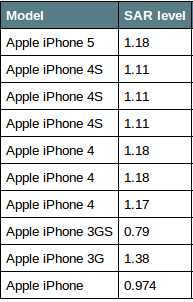 Model SAR level
Apple iPhone 5 1.18
Apple iPhone 4S 1.11
Apple iPhone 4S 1.11
Apple iPhone 4S 1.11
Apple iPhone 4 1.18
Apple iPhone 4 1.18
Apple iPhone 4 1.17
Apple iPhone 3GS 0.79
Apple iPhone 3G 1.38
Apple iPhone 0.974